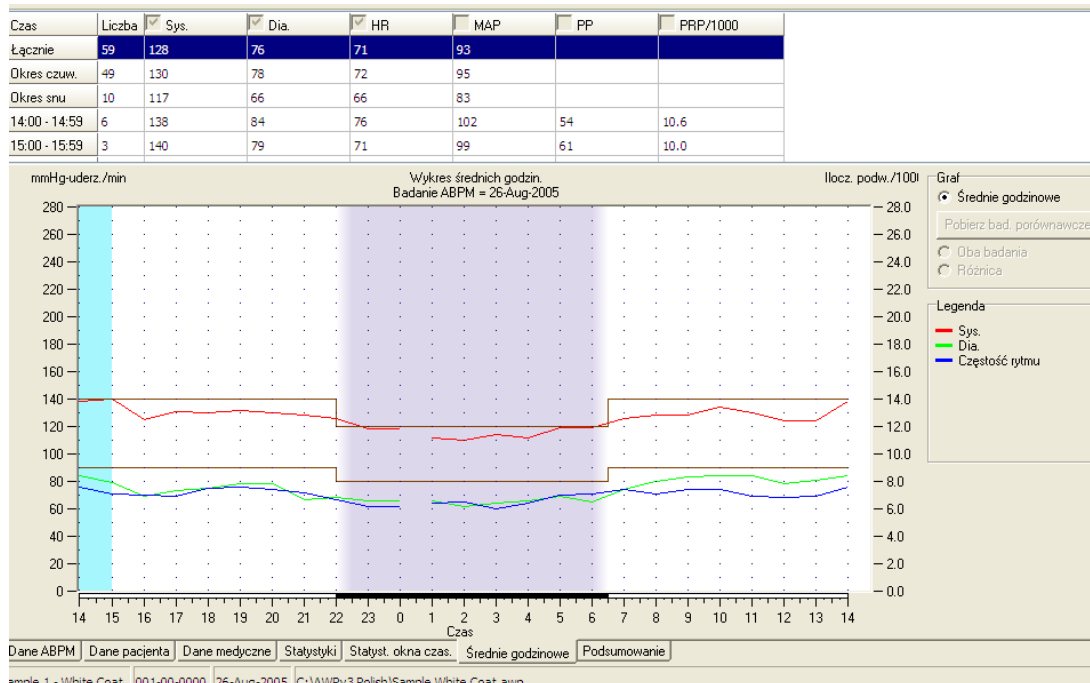 Czas Liczba Sys. Dia. HR MAP PP PRP/1000
Łącznie 59 128 76 71 93
Okres czuw. 49 130 78 72 95
Okres snu 10 117 66 66 83
14:00 - 14:59 6 138 84 76 102 54 10.6
15:00 - 15:59 3 140 79 71 99 61 10.0
mmHg-uderz./min Wykres średnich godzin. Ilocz. podw./100
Badanie ABPM = 26-Aug-2005
280 28.0
260 26.0
240 24.0
220 22.0
200 20.0
180 18.0
160 16.0
140 14.0
120 12.0
100 10.0
80 8.0
60 6.0
40 4.0
20 2.0
0 0.0
14 15 16 17 18 19 20 21 22 23 0 1 2 3 4 5 6 7 8 9 10 11 12 13 14
Czas
Graf
Średnie godzinowe
Pobierz bad. porównawcze
Oba badania
Różnica
Legenda
Sys.
Dia.
Częstość rytmu
Dane ABPM Dane pacjenta Dane medyczne Statystyki Statyst. okna czas. Średnie godzinowe Podsumowanie
ample 1 - White Coat 001-00-0000 26-Aug-2005 C:\AWPv3 Polish\Sample White Coat.awp